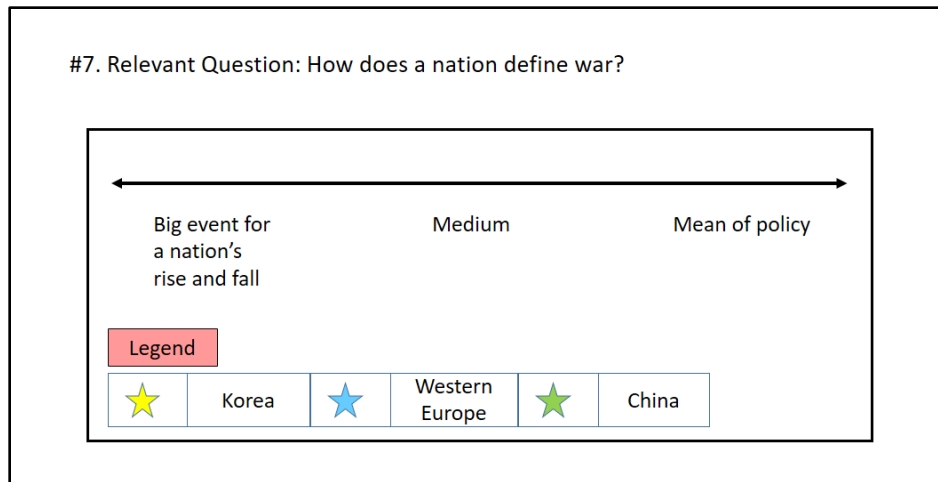 #7. Relevant Question: How does a nation define war?
Big event for
a nation's
rise and fall
Medium
Mean of policy
Legend
Korea
Western
Europe
China